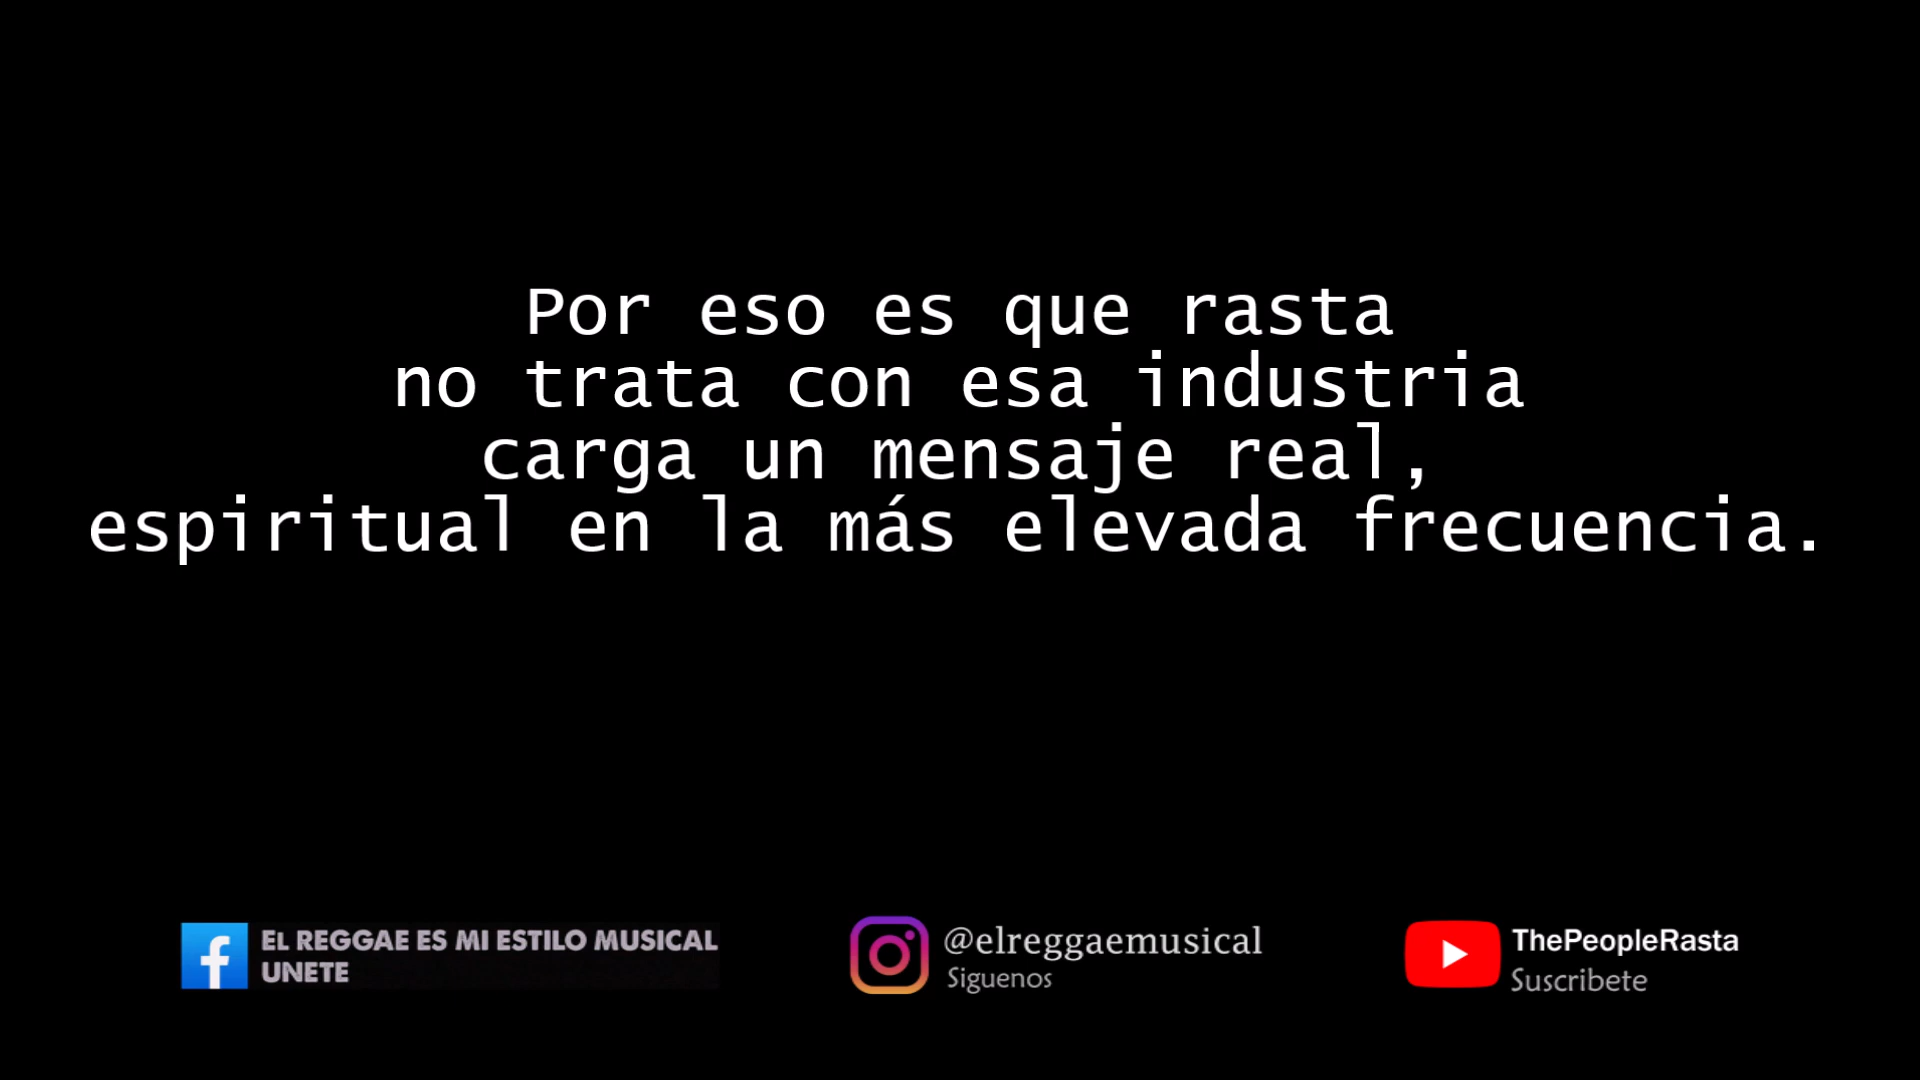 Por eso es que rasta
no trata con esa industria
carga un mensaje real,
espiritual en la más elevada frecuencia.
EL REGGAE ES MI ESTILO MUSICAL
UNETE
@elreggaemusical
Siguenos
ThePeopleRasta
Suscribete